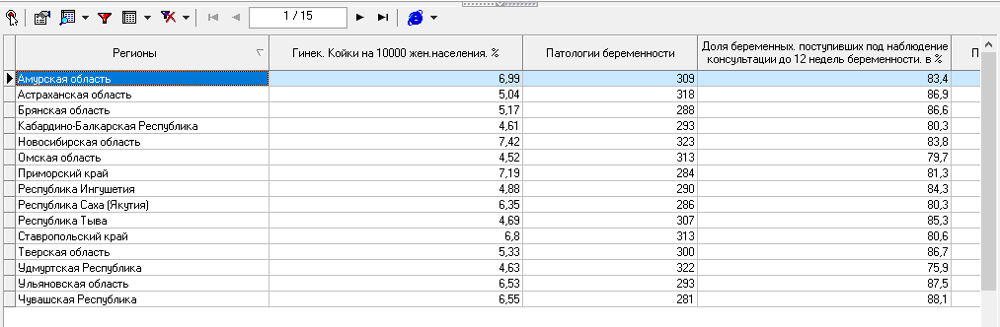 1 / 15
Регионы
Гинек. Койки на 10000 жен.населения. %
Патологии беременности
Доля беременных. поступивших под наблюдение
консультации до 12 недель беременности. в %
П
Амурская область 6,99 309 83,4
Астраханская область 5,04 318 86,9
Брянская область 5,17 288 86,6
Кабардино-Балкарская Республика 4,61 293 80,3
Новосибирская область 7,42 323 83,8
Омская область 4,52 313 79,7
Приморский край 7,19 284 81,3
Республика Ингушетия 4,88 290 84,3
Республика Саха (Якутия) 6,35 286 80,3
Республика Тыва 4,69 307 85,3
Ставропольский край 6,8 313 80,6
Тверская область 5,33 300 86,7
Удмуртская Республика 4,63 322 75,9
Ульяновская область 6,53 293 87,5
Чувашская Республика 6,55 281 88,1